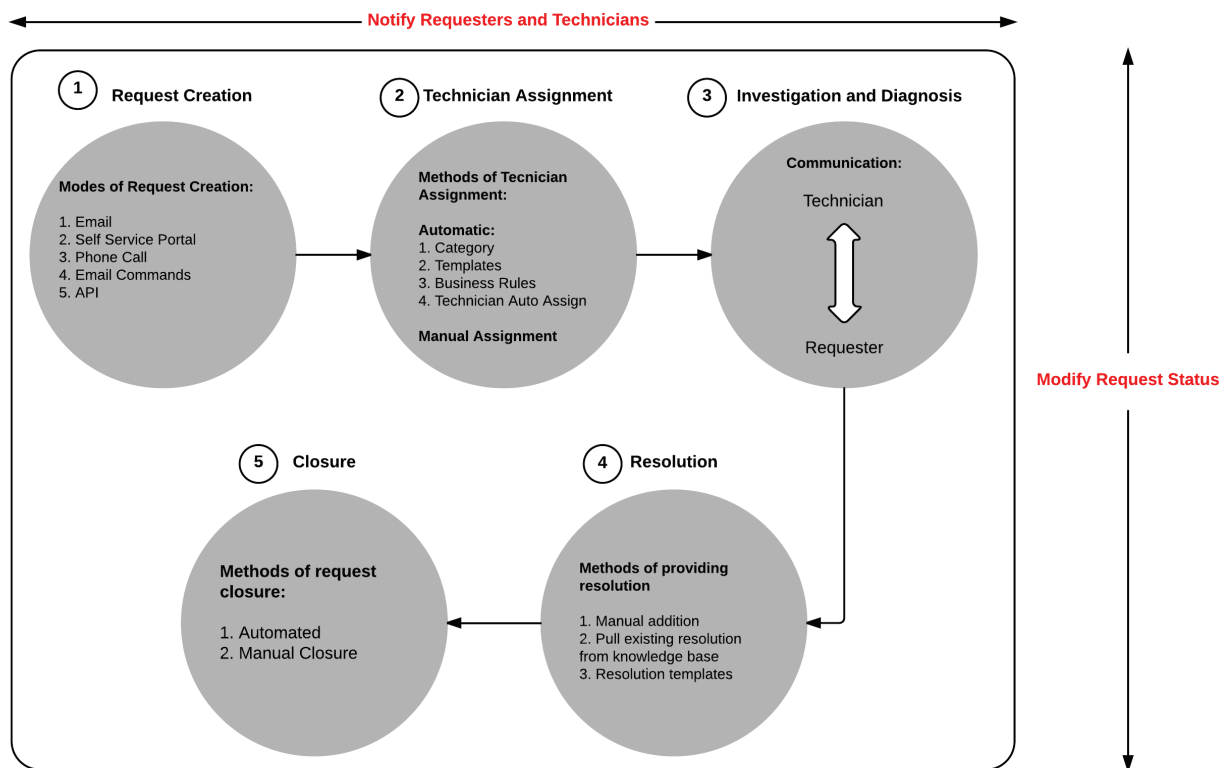 Notify Requesters and Technicians
1
Request Creation
Modes of Request Creation:
1. Email
2. Self Service Portal
3. Phone Call
4. Email Commands
5. API
2
Technician Assignment
Methods of Tecnician
Assignment:
Automatic:
1. Category
2. Templates
3. Business Rules
4. Technician Auto Assign
Manual Assignment
3
Investigation and Diagnosis
Communication:
Technician
Requester
Modify Request Status
4
Resolution
Methods of providing
resolution
1. Manual addition
2. Pull existing resolution
from knowledge base
3. Resolution templates
5
Closure
Methods of request
closure:
1. Automated
2. Manual Closure